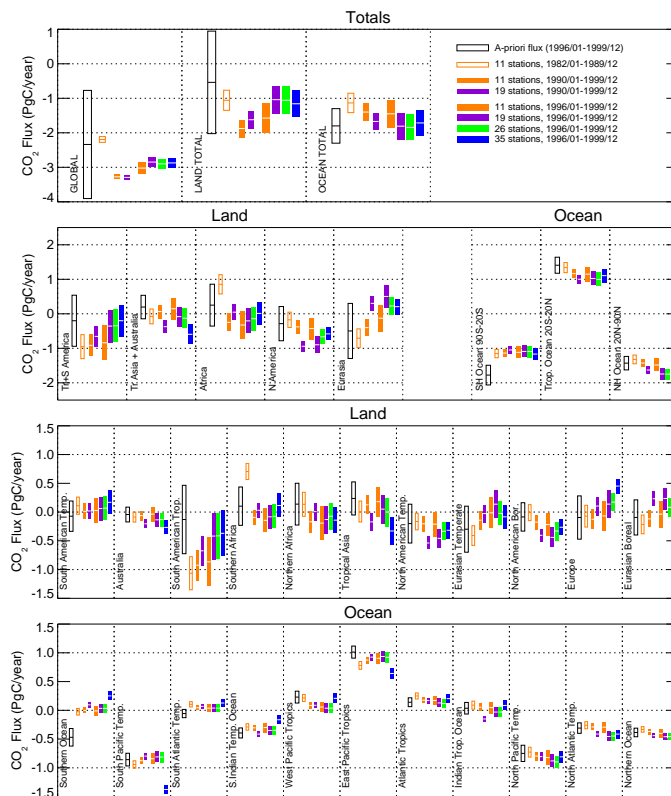 Totals
CO2 Flux (PgC/year)
1
0
-1
-2
-3
-4
GLOBAL
LAND TOTAL
OCEAN TOTAL
A-priori flux (1996/01-1999/12)
11 stations, 1982/01-1989/12
11 stations, 1990/01-1999/12
19 stations, 1990/01-1999/12
11 stations, 1996/01-1999/12
19 stations, 1996/01-1999/12
26 stations, 1996/01-1999/12
35 stations, 1996/01-1999/12
Land
Ocean
CO2 Flux (PgC/year)
2
1
0
-1
-2
Tr+S America
Tr.Asia + Australia
Africa
N.America
Eurasia
SH Ocean 90S-20S
Trop. Ocean 20S-20N
NH Ocean 20N-90N
Land
CO2 Flux (PgC/year)
1.5
1.0
0.5
0.0
-0.5
-1.0
-1.5
South American Temp.
Australia
South American Trop.
Southern Africa
Northern Africa
Tropical Asia
North American Temp.
Eurasian Temperate
North American Bor.
Europe
Eurasian Boreal
Ocean
CO2 Flux (PgC/year)
1.5
1.0
0.5
0.0
-0.5
-1.0
-1.5
Southern Ocean
South Pacific Temp.
South Atlantic Temp.
S.Indian Temp. Ocean
West Pacific Tropics
East Pacific Tropics
Atlantic Tropics
Indian Trop. Ocean
North Pacific Temp.
North Atlantic Temp.
Northern Ocean